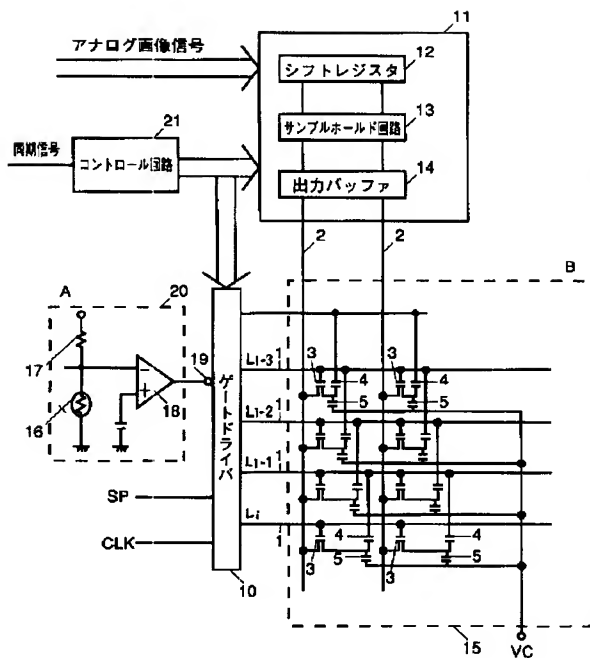 11
アナログ画像信号
シフトレジスタ
12
21
サンプルホールド回路
13
同期信号
コントロール回路
出力バッファ
14
2
2
B
A
20
17
16
18
19
ゲートドライバ
Li-3
1
3
3
4
4
5
5
Li-2
1
Li-1
1
SP
Li
1
CLK
4
4
5
5
3
3
10
15
VC